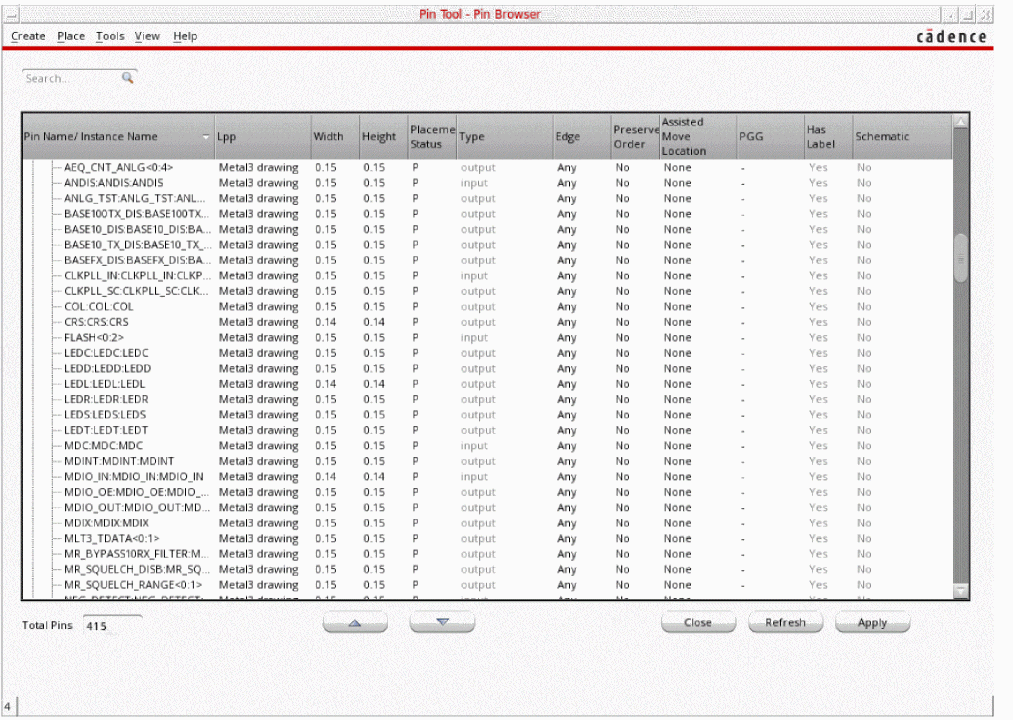 Pin Tool - Pin Browser
Create Place Tools View Help
cādence
Search...
Pin Name/ Instance Name Lpp Width Height Placeme Status Type Edge Preserve Order Assisted Move Location PGG Has Label Schematic
AEQ_CNT_ANLG<0:4> Metal3 drawing 0.15 0.15 P output Any No None - Yes No
ANDIS:ANDIS:ANDIS Metal3 drawing 0.15 0.15 P input Any No None - Yes No
ANLG_TST:ANLG_TST:ANL... Metal3 drawing 0.15 0.15 P output Any No None - Yes No
BASE100TX_DIS:BASE100TX... Metal3 drawing 0.15 0.15 P output Any No None - Yes No
BASE10_DIS:BASE10_DIS:BA... Metal3 drawing 0.15 0.15 P output Any No None - Yes No
BASE10_TX_DIS:BASE10_TX_... Metal3 drawing 0.15 0.15 P output Any No None - Yes No
BASEFX_DIS:BASEFX_DIS:BA... Metal3 drawing 0.15 0.15 P output Any No None - Yes No
CLKPLL_IN:CLKPLL_IN:CLKP... Metal3 drawing 0.15 0.15 P input Any No None - Yes No
CLKPLL_SC:CLKPLL_SC:CLK... Metal3 drawing 0.15 0.15 P output Any No None - Yes No
COL:COL:COL Metal3 drawing 0.15 0.15 P output Any No None - Yes No
CRS:CRS:CRS Metal3 drawing 0.14 0.14 P output Any No None - Yes No
FLASH<0:2> Metal3 drawing 0.15 0.15 P input Any No None - Yes No
LEDC:LEDC:LEDC Metal3 drawing 0.15 0.15 P output Any No None - Yes No
LEDD:LEDD:LEDD Metal3 drawing 0.15 0.15 P output Any No None - Yes No
LEDL:LEDL:LEDL Metal3 drawing 0.14 0.14 P output Any No None - Yes No
LEDR:LEDR:LEDR Metal3 drawing 0.15 0.15 P output Any No None - Yes No
LEDS:LEDS:LEDS Metal3 drawing 0.15 0.15 P output Any No None - Yes No
LEDT:LEDT:LEDT Metal3 drawing 0.15 0.15 P output Any No None - Yes No
MDC:MDC:MDC Metal3 drawing 0.15 0.15 P input Any No None - Yes No
MDINT:MDINT:MDINT Metal3 drawing 0.15 0.15 P output Any No None - Yes No
MDIO_IN:MDIO_IN:MDIO_IN Metal3 drawing 0.14 0.14 P input Any No None - Yes No
MDIO_OE:MDIO_OE:MDIO_... Metal3 drawing 0.15 0.15 P output Any No None - Yes No
MDIO_OUT:MDIO_OUT:MD... Metal3 drawing 0.15 0.15 P output Any No None - Yes No
MDIX:MDIX:MDIX Metal3 drawing 0.15 0.15 P output Any No None - Yes No
MLT3_TDATA<0:1> Metal3 drawing 0.15 0.15 P output Any No None - Yes No
MR_BYPASS10RX_FILTER:M... Metal3 drawing 0.15 0.15 P output Any No None - Yes No
MR_SQUELCH_DISB:MR_SQ... Metal3 drawing 0.15 0.15 P output Any No None - Yes No
MR_SQUELCH_RANGE<0:1> Metal3 drawing 0.15 0.15 P output Any No None - Yes No
Total Pins 415
Close Refresh Apply
4